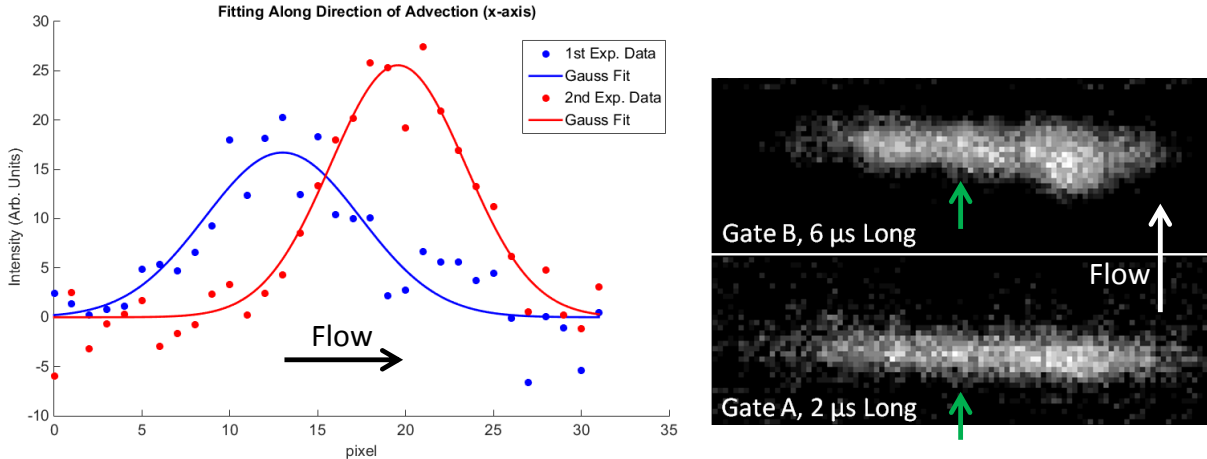 Fitting Along Direction of Advection (x-axis)
30
25
20
15
10
5
0
-5
-10
Intensity (Arb. Units)
1st Exp. Data
Gauss Fit
2nd Exp. Data
Gauss Fit
Flow
0 5 10 15 20 25 30 35
pixel
Gate B, 6 µs Long
Flow
Gate A, 2 µs Long